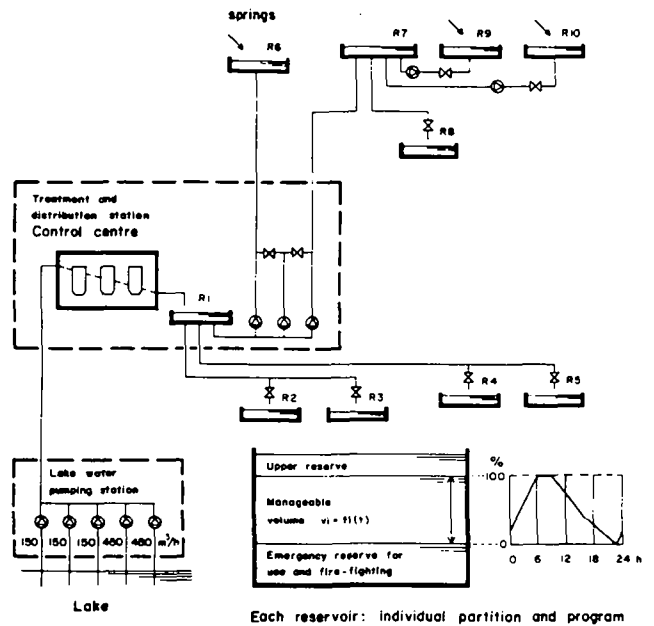 springs
R6
R7
R9
R10
R8
Treatment and
distribution station
Control centre
R1
R2
R3
R4
R5
Lake water
pumping station
150 150 150 480 480 m³/h
Lake
Upper reserve
Manageable
volume vi = fi(t)
Emergency reserve for
use and fire-fighting
%
100
0
0 6 12 18 24 h
Each reservoir: individual partition and program